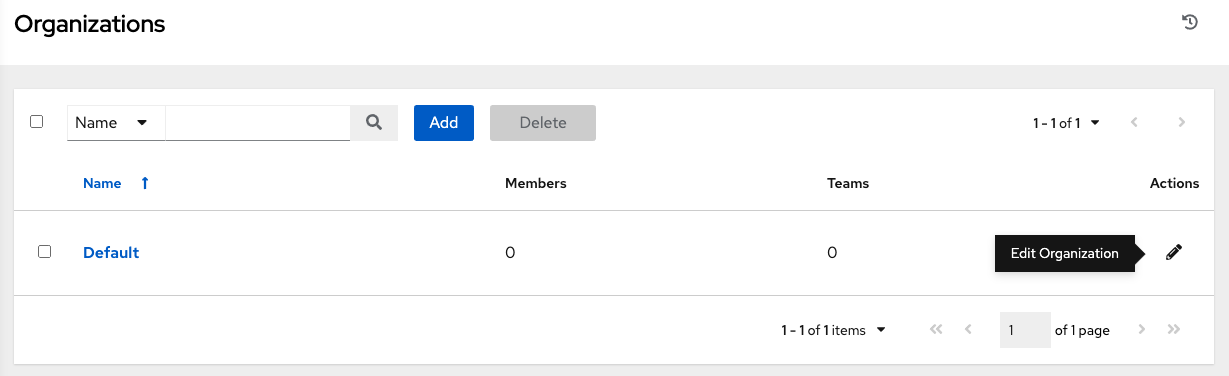 Organizations
Name Add Delete 1 - 1 of 1
Name Members Teams Actions
Default 0 0 Edit Organization
1 - 1 of 1 items 1 of 1 page